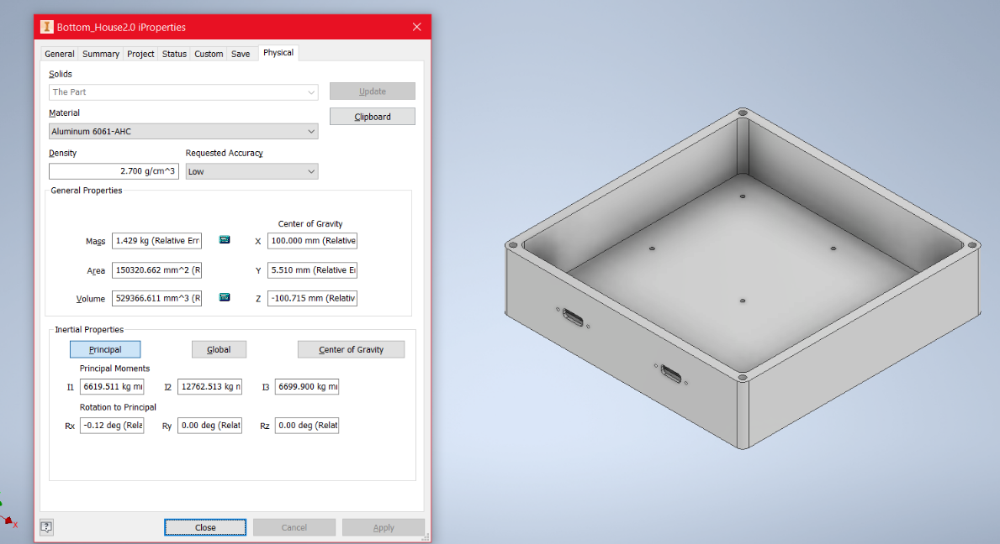 Bottom_House2.0 iProperties
General Summary Project Status Custom Save Physical
Solids
The Part
Update
Material
Clipboard
Aluminum 6061-AHC
Density Requested Accuracy
2.700 g/cm^3 Low
General Properties
Center of Gravity
Mass 1.429 kg (Relative Err X 100.000 mm (Relative
Area 150320.662 mm^2 (R Y 5.510 mm (Relative E
Volume 529366.611 mm^3 (R Z -100.715 mm (Relativ
Inertial Properties
Principal Global Center of Gravity
Principal Moments
I1 6619.511 kg m I2 12762.513 kg m I3 6699.900 kg m
Rotation to Principal
Rx -0.12 deg (Rela Ry 0.00 deg (Relat Rz 0.00 deg (Relat
Close Cancel Apply
X